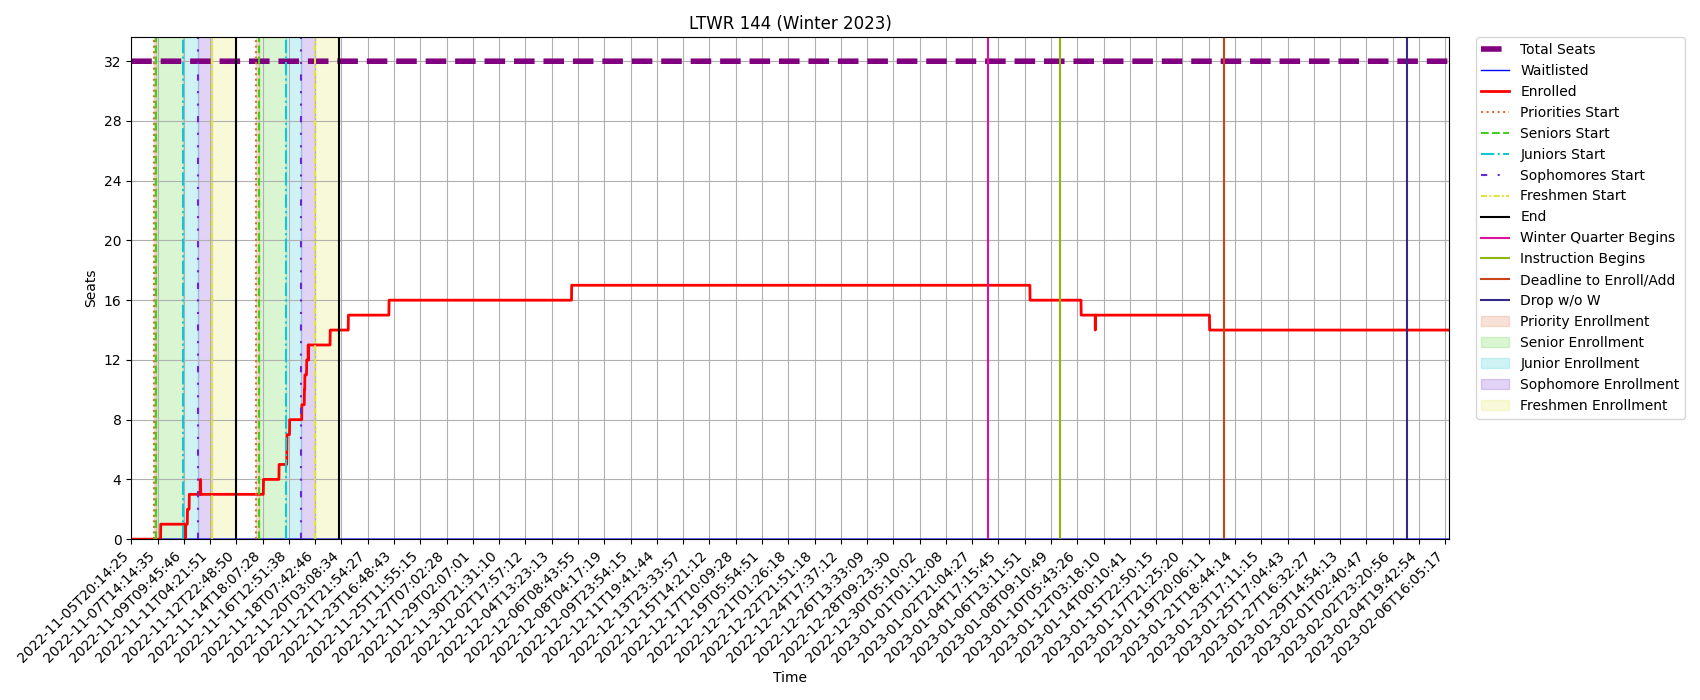 LTWR 144 (Winter 2023)
Seats
32
28
24
20
16
12
8
4
0
2022-11-05T20:14:25
2022-11-07T14:14:35
2022-11-09T09:45:46
2022-11-11T04:21:51
2022-11-12T22:48:50
2022-11-14T18:07:28
2022-11-16T12:51:38
2022-11-18T07:42:46
2022-11-20T03:08:34
2022-11-21T21:54:27
2022-11-23T16:48:43
2022-11-25T11:55:15
2022-11-27T07:02:28
2022-11-29T02:07:01
2022-11-30T21:31:10
2022-12-02T17:57:12
2022-12-04T13:23:13
2022-12-06T08:43:55
2022-12-08T04:17:19
2022-12-09T23:54:15
2022-12-11T19:41:44
2022-12-13T23:33:57
2022-12-15T14:21:12
2022-12-17T10:09:28
2022-12-19T05:54:51
2022-12-21T01:26:18
2022-12-22T21:51:18
2022-12-24T17:37:12
2022-12-26T13:33:09
2022-12-28T09:23:30
2022-12-30T05:10:02
2023-01-01T01:12:08
2023-01-02T21:04:27
2023-01-04T17:15:45
2023-01-06T13:11:51
2023-01-08T09:10:49
2023-01-10T05:43:26
2023-01-12T03:18:10
2023-01-14T00:10:41
2023-01-15T22:50:15
2023-01-17T21:25:20
2023-01-19T20:06:11
2023-01-21T18:44:14
2023-01-23T17:11:15
2023-01-25T17:04:43
2023-01-27T16:32:27
2023-01-29T14:54:13
2023-02-01T02:40:47
2023-02-02T23:20:56
2023-02-04T19:42:54
2023-02-06T16:05:17
Time
Total Seats
Waitlisted
Enrolled
Priorities Start
Seniors Start
Juniors Start
Sophomores Start
Freshmen Start
End
Winter Quarter Begins
Instruction Begins
Deadline to Enroll/Add
Drop w/o W
Priority Enrollment
Senior Enrollment
Junior Enrollment
Sophomore Enrollment
Freshmen Enrollment